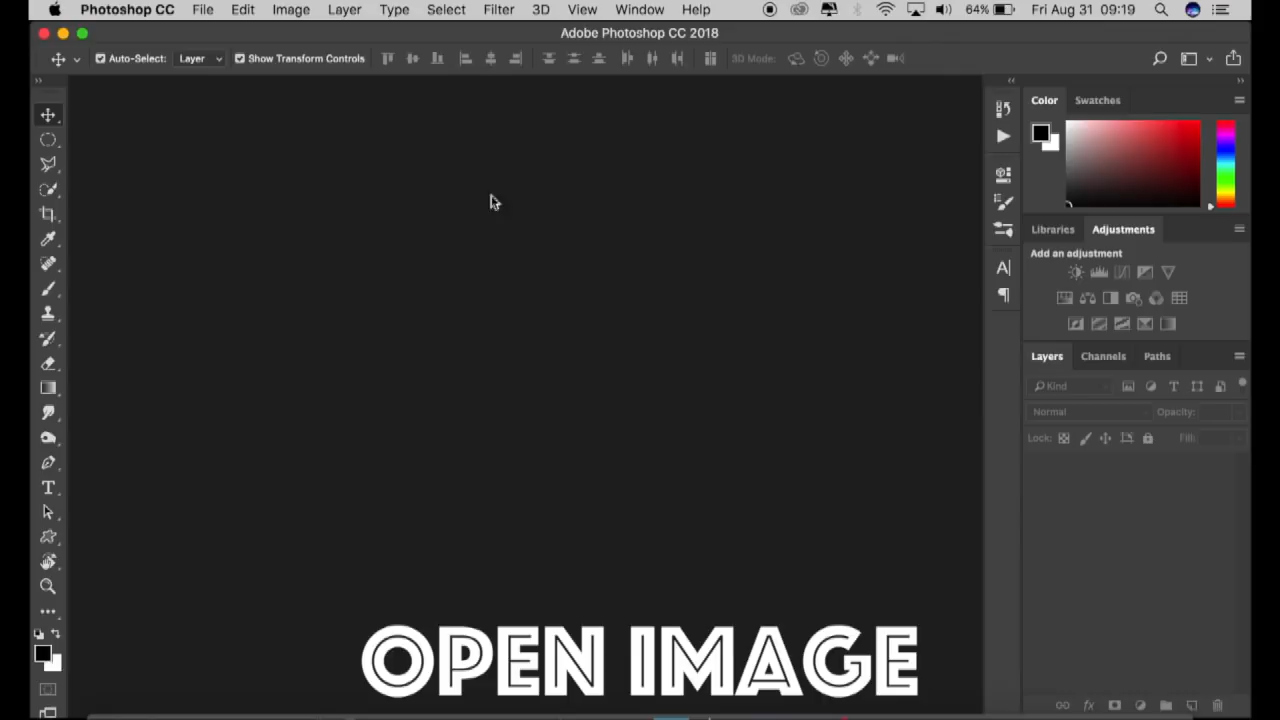 Photoshop CC File Edit Image Layer Type Select Filter 3D View Window Help 64% Fri Aug 31 09:19
Adobe Photoshop CC 2018
Auto-Select: Layer Show Transform Controls 3D Mode:
Color Swatches
Libraries Adjustments
Add an adjustment
Layers Channels Paths
Kind
Normal Opacity:
Lock: Fill:
OPEN IMAGE